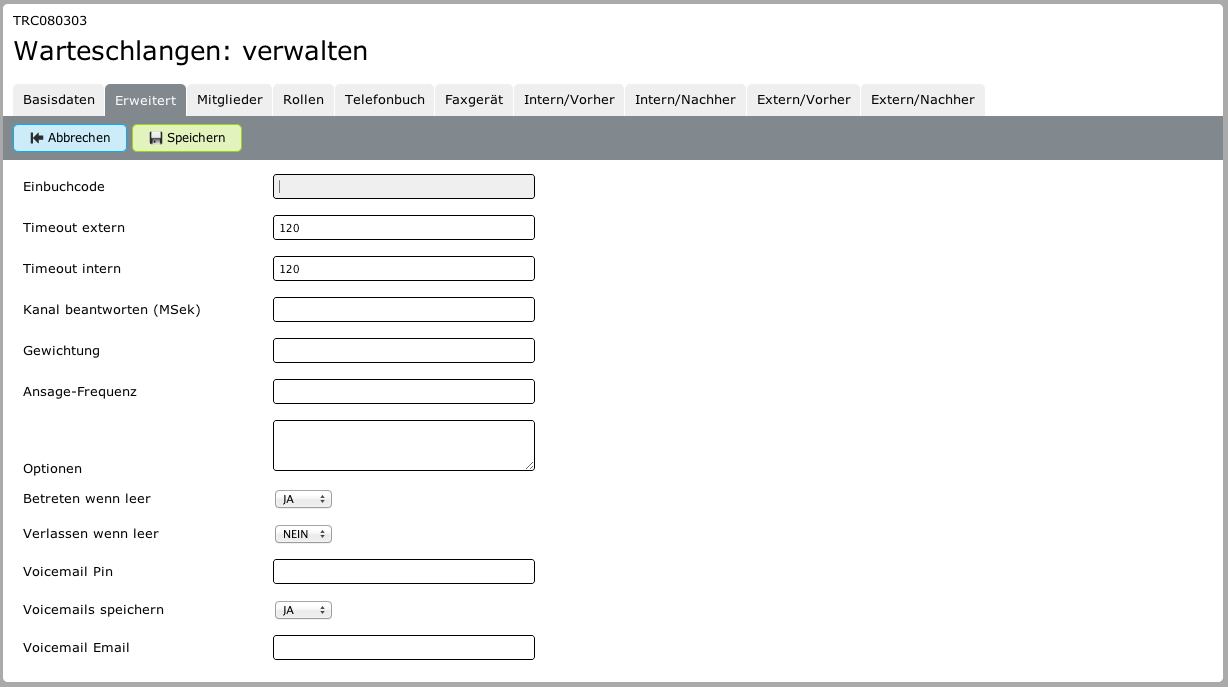 TRC080303
Warteschlangen: verwalten
Basisdaten Erweitert Mitglieder Rollen Telefonbuch Faxgerät Intern/Vorher Intern/Nachher Extern/Vorher Extern/Nachher
Abbrechen Speichern
Einbuchcode
Timeout extern 120
Timeout intern 120
Kanal beantworten (MSek)
Gewichtung
Ansage-Frequenz
Optionen
Betreten wenn leer JA
Verlassen wenn leer NEIN
Voicemail Pin
Voicemails speichern JA
Voicemail Email